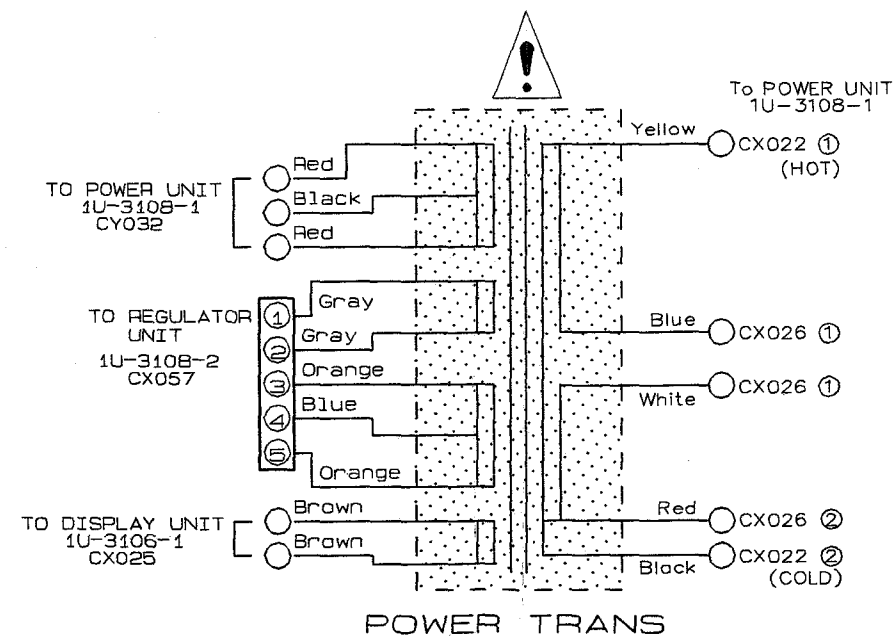 !
To POWER UNIT
1U-3108-1
Yellow
CX022 ①
(HOT)
TO POWER UNIT
1U-3108-1
CY032
Red
Black
Red
TO REGULATOR
UNIT
1U-3108-2
CX057
① Gray
② Gray
③ Orange
④ Blue
⑤ Orange
Blue
CX026 ①
White
CX026 ①
TO DISPLAY UNIT
1U-3106-1
CX025
Brown
Brown
Red
CX026 ②
Black
CX022 ②
(COLD)
POWER TRANS